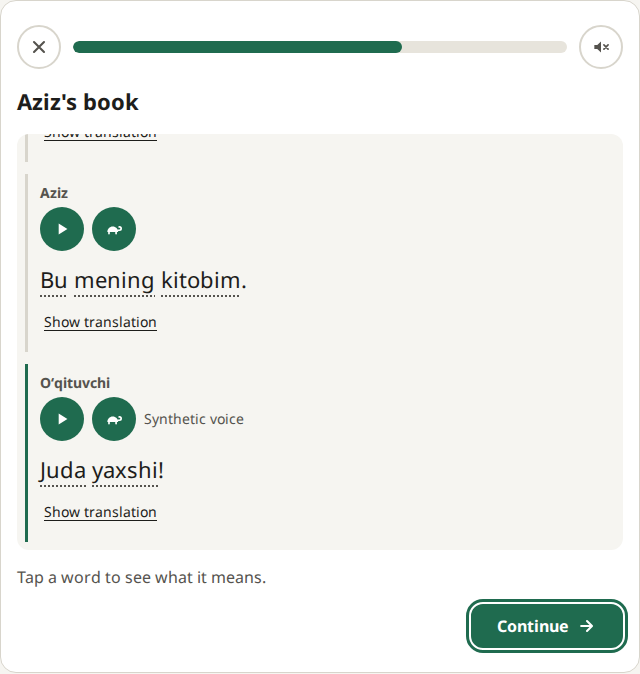 Aziz's book
Show translation
Aziz
Bu mening kitobim.
Show translation
Oʻqituvchi
Synthetic voice
Juda yaxshi!
Show translation
Tap a word to see what it means.
Continue